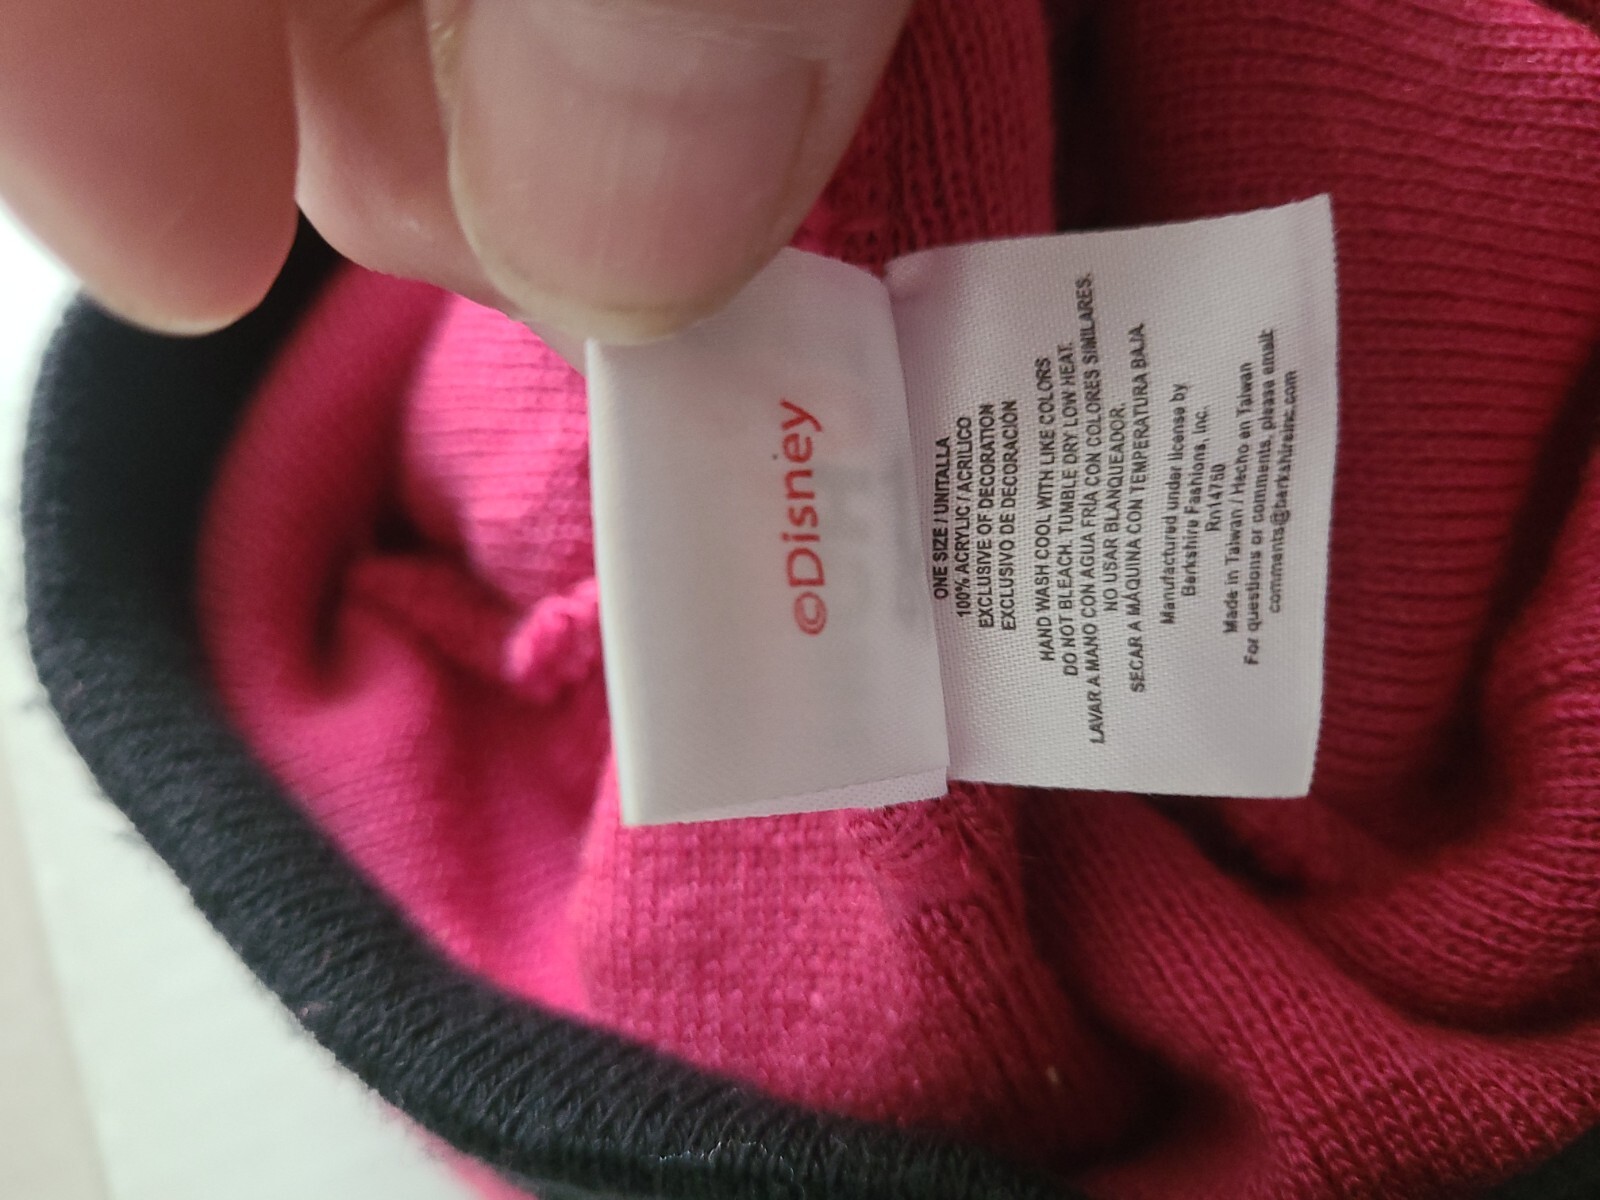 ©Disney
ONE SIZE / UNITALLA
100% ACRYLIC / ACRILICO
EXCLUSIVE OF DECORATION
EXCLUSIVO DE DECORACIÓN
HAND WASH COOL WITH LIKE COLORS
DO NOT BLEACH. TUMBLE DRY LOW HEAT.
LAVAR A MANO CON AGUA FRIA CON COLORES SIMILARES.
NO USAR BLANQUEADOR.
SECAR A MÁQUINA CON TEMPERATURA BAJA
Manufactured under license by
Berkshire Fashions, Inc.
Rn14750
Made in Taiwan / Hecho en Taiwan
For questions or comments, please email:
comments@berkshireinc.com